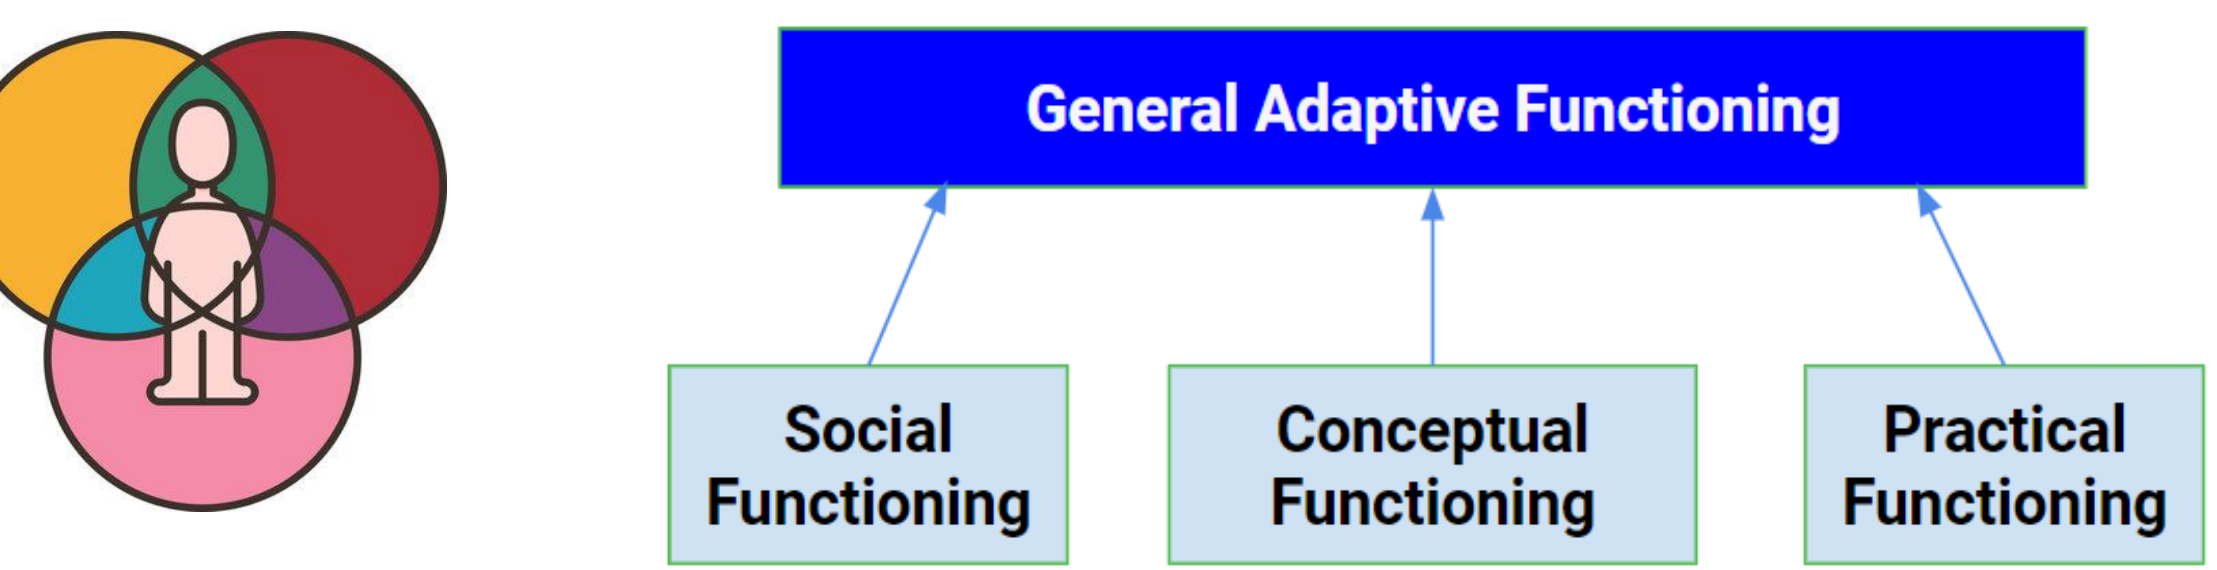 General Adaptive Functioning
Social
Functioning
Conceptual
Functioning
Practical
Functioning